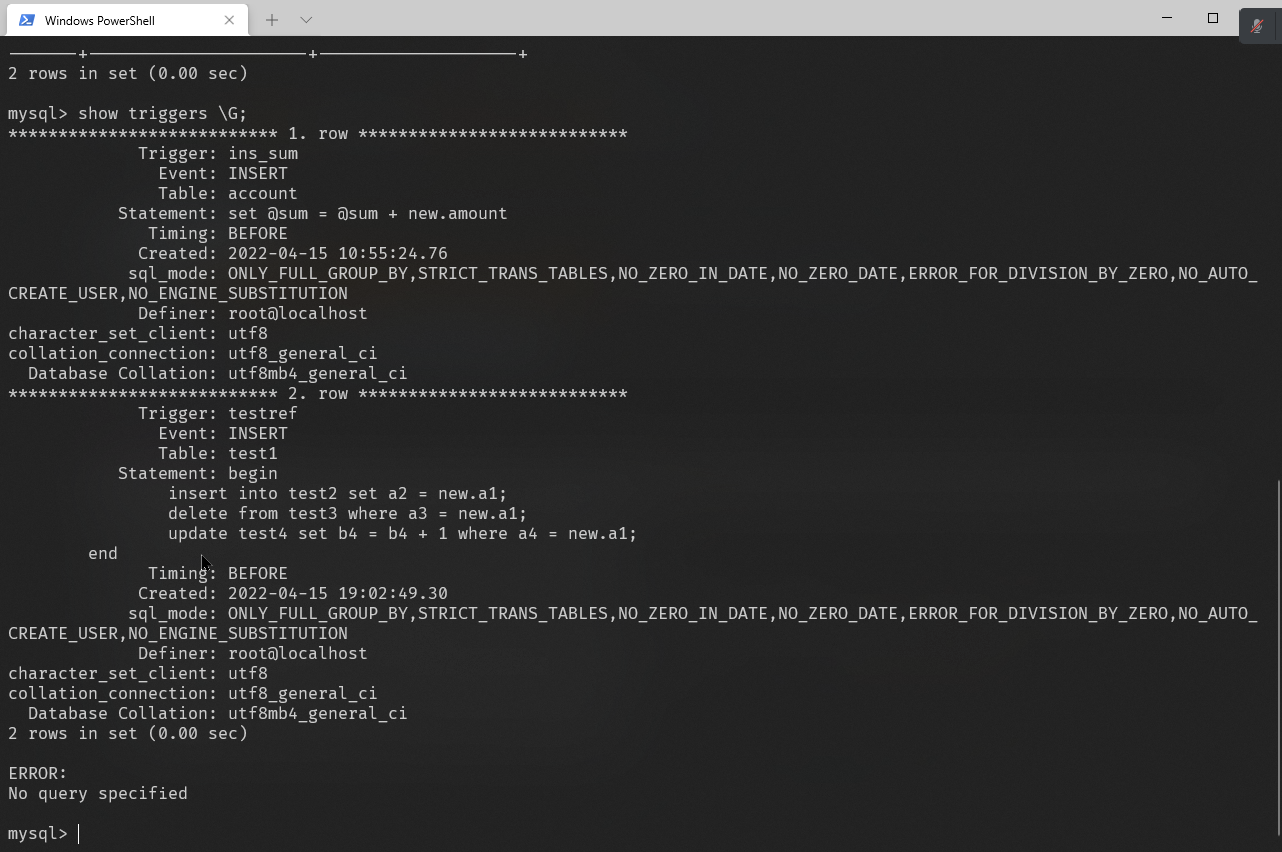 Windows PowerShell
———————+——————————————————————+————————————————————+
2 rows in set (0.00 sec)
mysql> show triggers \G;
*************************** 1. row ***************************
Trigger: ins_sum
Event: INSERT
Table: account
Statement: set @sum = @sum + new.amount
Timing: BEFORE
Created: 2022-04-15 10:55:24.76
sql_mode: ONLY_FULL_GROUP_BY,STRICT_TRANS_TABLES,NO_ZERO_IN_DATE,NO_ZERO_DATE,ERROR_FOR_DIVISION_BY_ZERO,NO_AUTO_
CREATE_USER,NO_ENGINE_SUBSTITUTION
Definer: root@localhost
character_set_client: utf8
collation_connection: utf8_general_ci
Database Collation: utf8mb4_general_ci
*************************** 2. row ***************************
Trigger: testref
Event: INSERT
Table: test1
Statement: begin
insert into test2 set a2 = new.a1;
delete from test3 where a3 = new.a1;
update test4 set b4 = b4 + 1 where a4 = new.a1;
end
Timing: BEFORE
Created: 2022-04-15 19:02:49.30
sql_mode: ONLY_FULL_GROUP_BY,STRICT_TRANS_TABLES,NO_ZERO_IN_DATE,NO_ZERO_DATE,ERROR_FOR_DIVISION_BY_ZERO,NO_AUTO_
CREATE_USER,NO_ENGINE_SUBSTITUTION
Definer: root@localhost
character_set_client: utf8
collation_connection: utf8_general_ci
Database Collation: utf8mb4_general_ci
2 rows in set (0.00 sec)
ERROR:
No query specified
mysql>